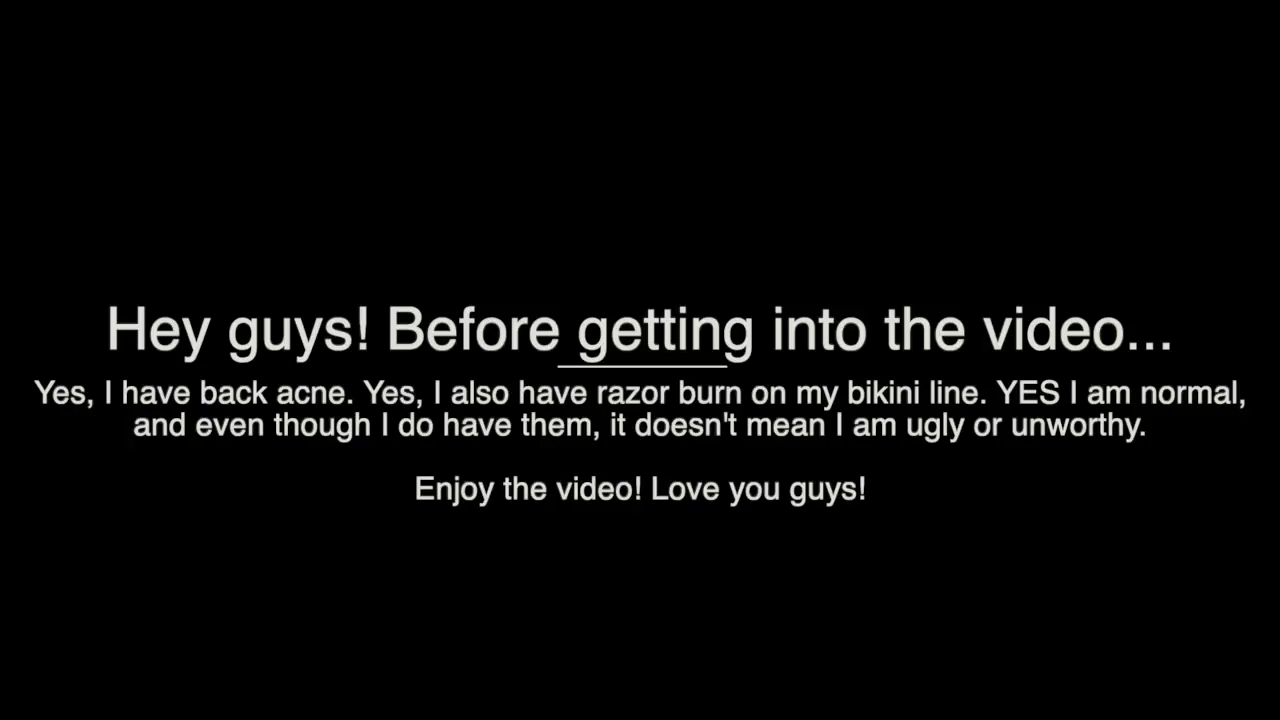 Hey guys! Before getting into the video...
Yes, I have back acne. Yes, I also have razor burn on my bikini line. YES I am normal,
and even though I do have them, it doesn't mean I am ugly or unworthy.
Enjoy the video! Love you guys!